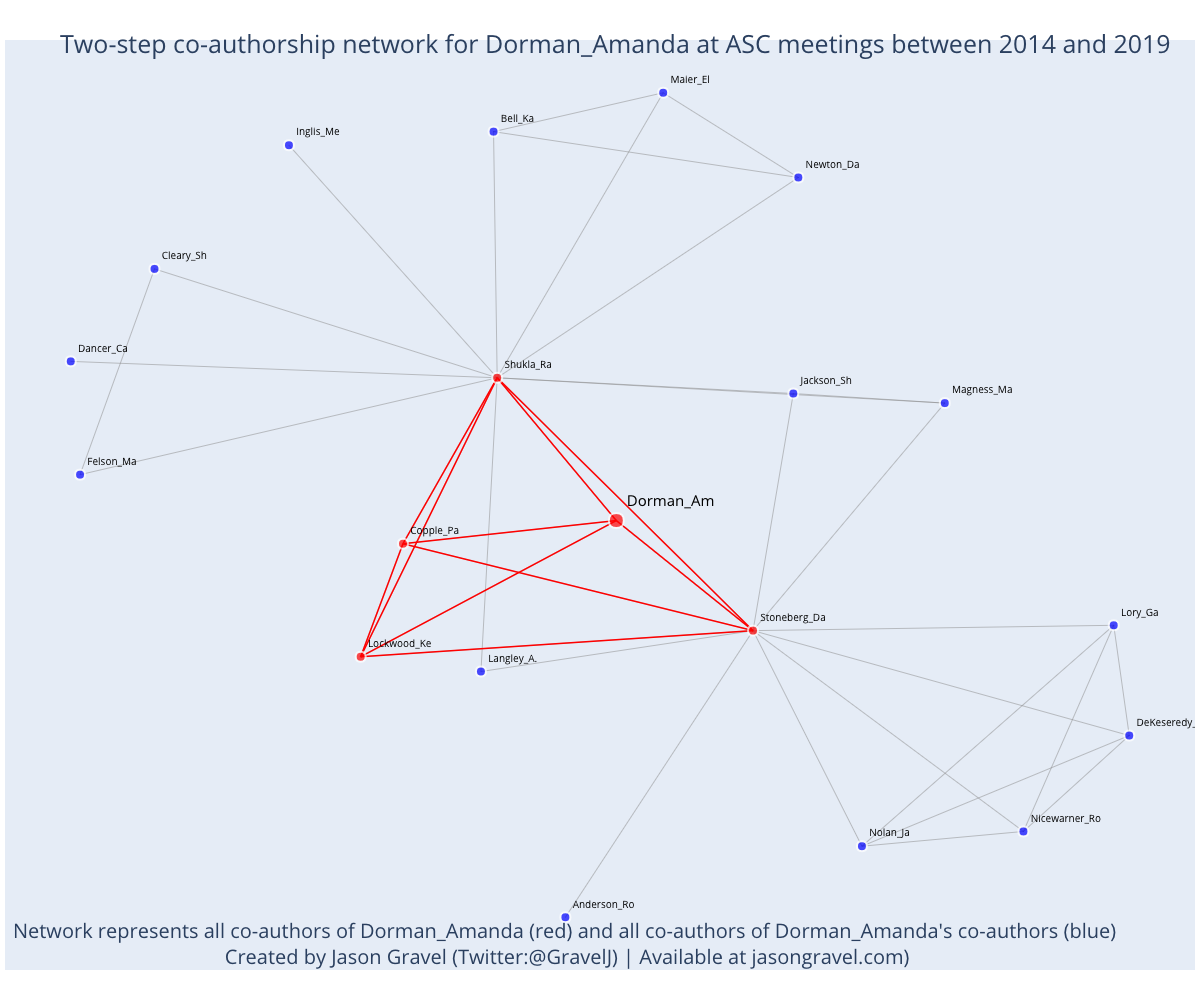 Two-step co-authorship network for Dorman_Amanda at ASC meetings between 2014 and 2019
Maier_El
Bell_Ka
Inglis_Me
Newton_Da
Cleary_Sh
Dancer_Ca
Shukla_Ra
Jackson_Sh
Magness_Ma
Felson_Ma
Dorman_Am
Copple_Pa
Stoneberg_Da
Lory_Ga
Lockwood_Ke
Langley_A.
DeKeseredy_
Nolan_Ja
Nicewarner_Ro
Anderson_Ro
Network represents all co-authors of Dorman_Amanda (red) and all co-authors of Dorman_Amanda's co-authors (blue)
Created by Jason Gravel (Twitter:@GravelJ) | Available at jasongravel.com)